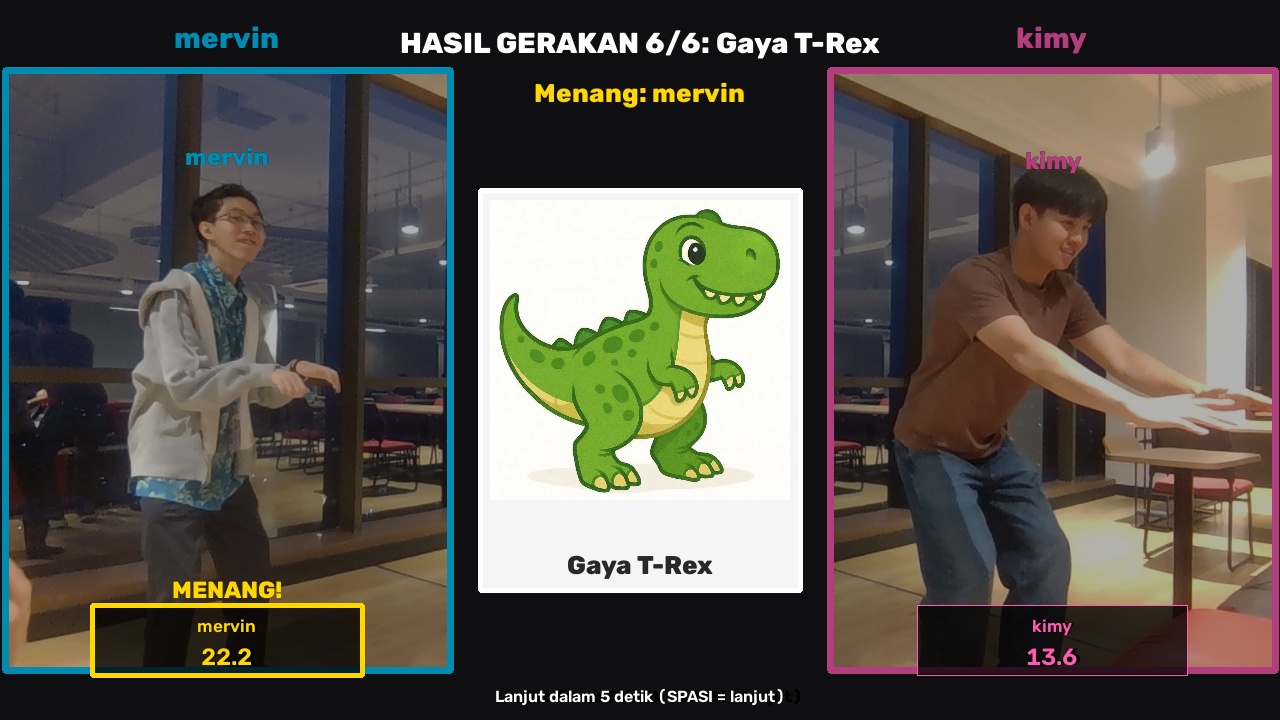 mervin
HASIL GERAKAN 6/6: Gaya T-Rex
kimy
Menang: mervin
mervin
kimy
Gaya T-Rex
MENANG!
mervin
22.2
kimy
13.6
Lanjut dalam 5 detik (SPASI = lanjut)